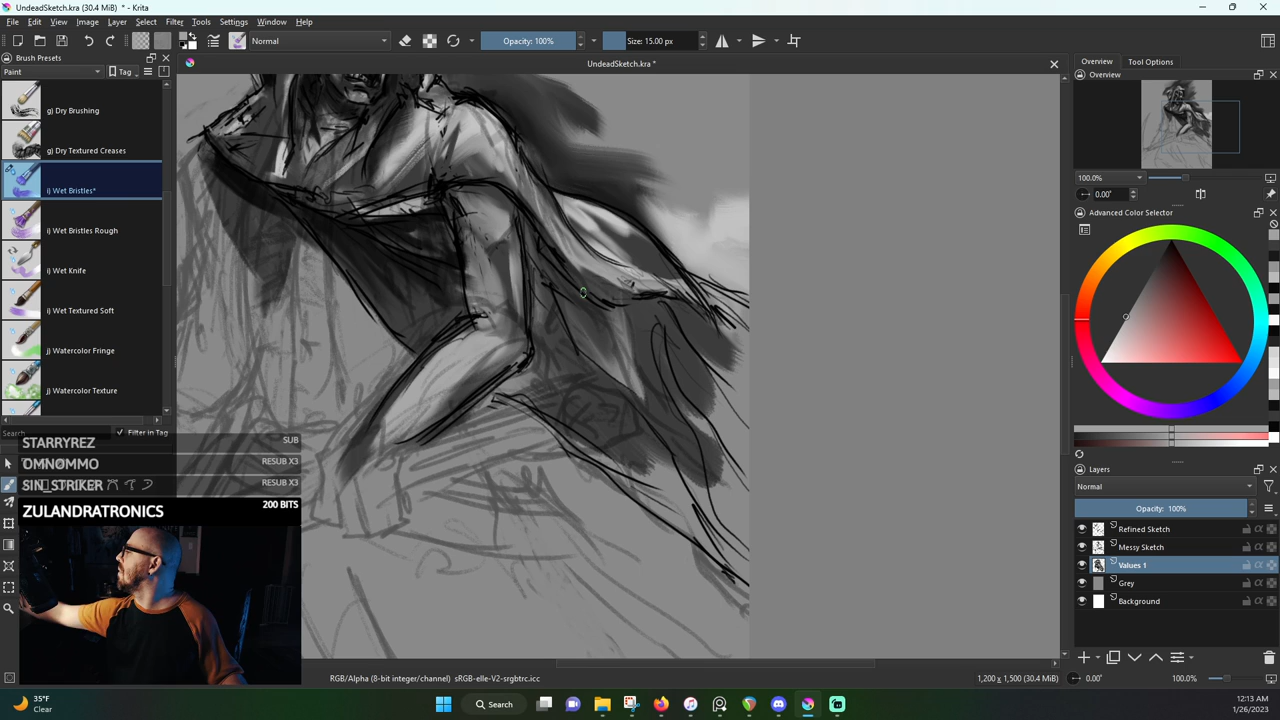 UndeadSketch.kra (30.4 MiB) * - Krita
File Edit View Image Layer Select Filter Tools Settings Window Help
Normal
Opacity: 100%
Size: 15.00 px
Brush Presets
Paint
Tag
g) Dry Brushing
g) Dry Textured Creases
i) Wet Bristles*
i) Wet Bristles Rough
i) Wet Knife
i) Wet Textured Soft
j) Watercolor Fringe
j) Watercolor Texture
Search
Filter in Tag
UndeadSketch.kra *
Overview Tool Options
Overview
100.0%
0.00°
Advanced Color Selector
Layers
Normal
Opacity: 100%
Refined Sketch
Messy Sketch
Values 1
Grey
Background
STARRYREZ SUB
OMNOMMO RESUB X3
SIN_STRIKER RESUB X3
ZULANDRATRONICS 200 BITS
RGB/Alpha (8-bit integer/channel) sRGB-elle-V2-srgbtrc.icc
1,200 x 1,500 (30.4 MiB)
0.00°
100.0%
35°F
Clear
Search
12:13 AM
1/26/2023